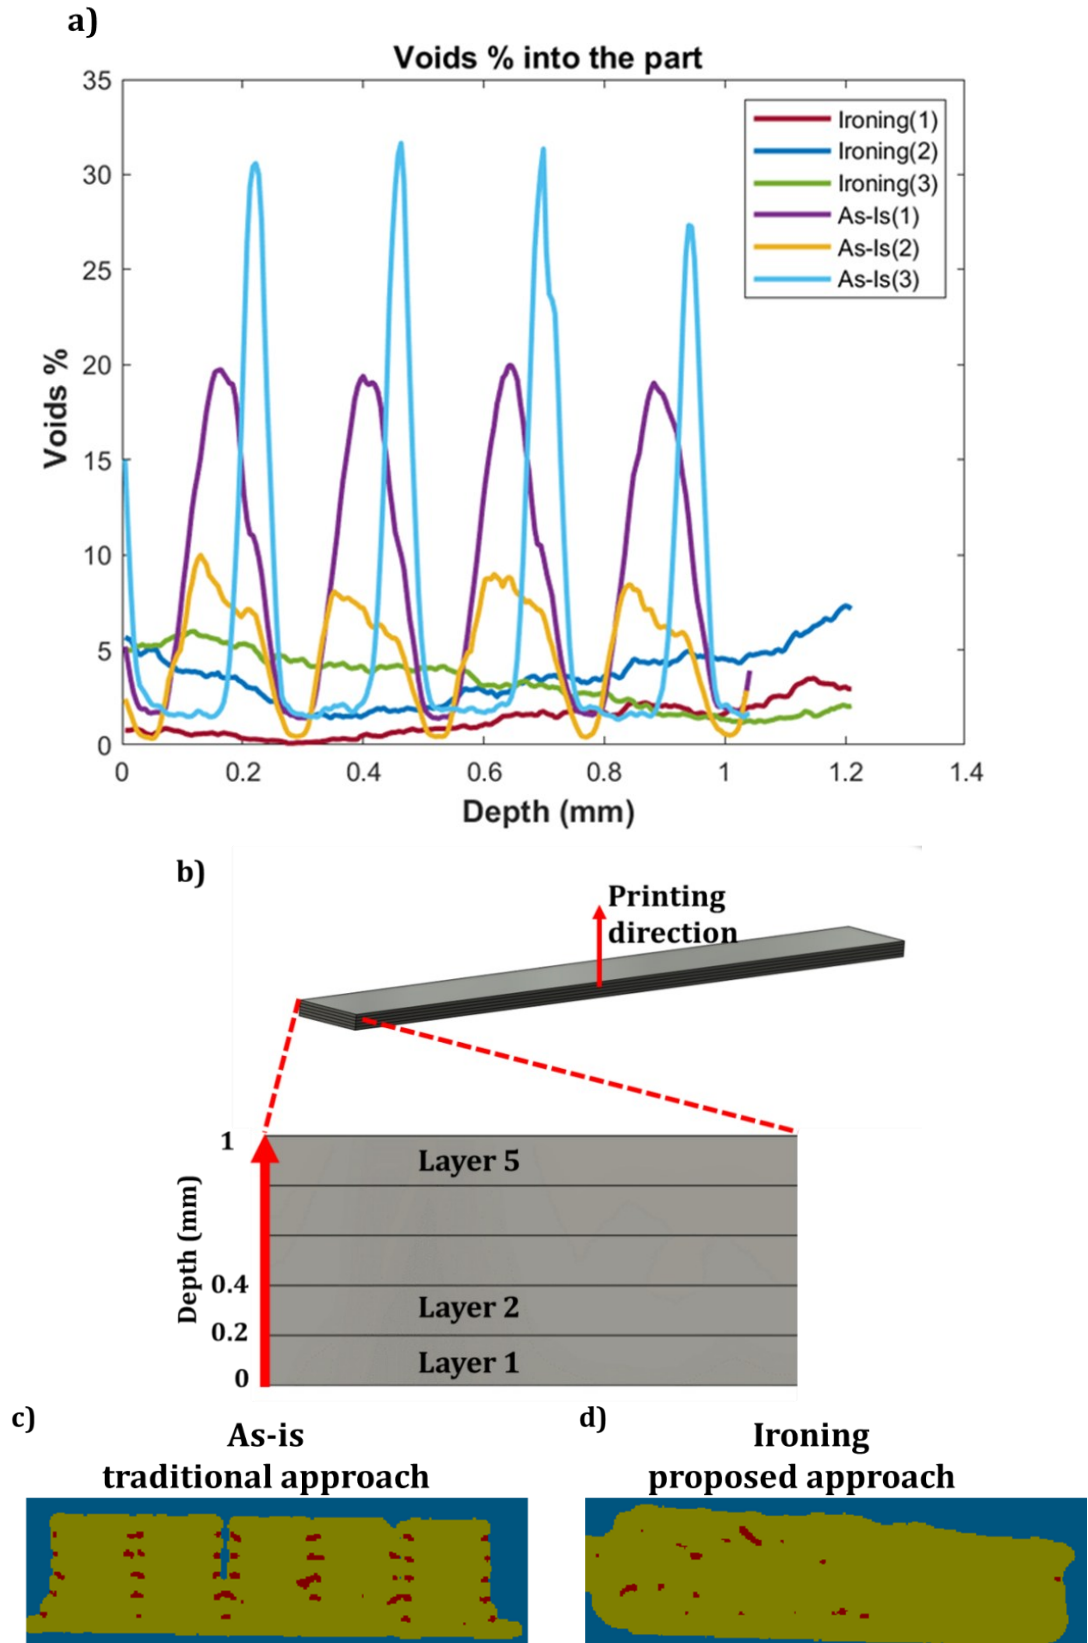 a)
Voids % into the part
35
30
25
20
15
10
5
0
Voids %
Ironing(1)
Ironing(2)
Ironing(3)
As-Is(1)
As-Is(2)
As-Is(3)
0 0.2 0.4 0.6 0.8 1 1.2 1.4
Depth (mm)
b)
Printing
direction
1
Layer 5
Depth (mm)
0.4
Layer 2
0.2
Layer 1
0
c)
As-is
traditional approach
d)
Ironing
proposed approach